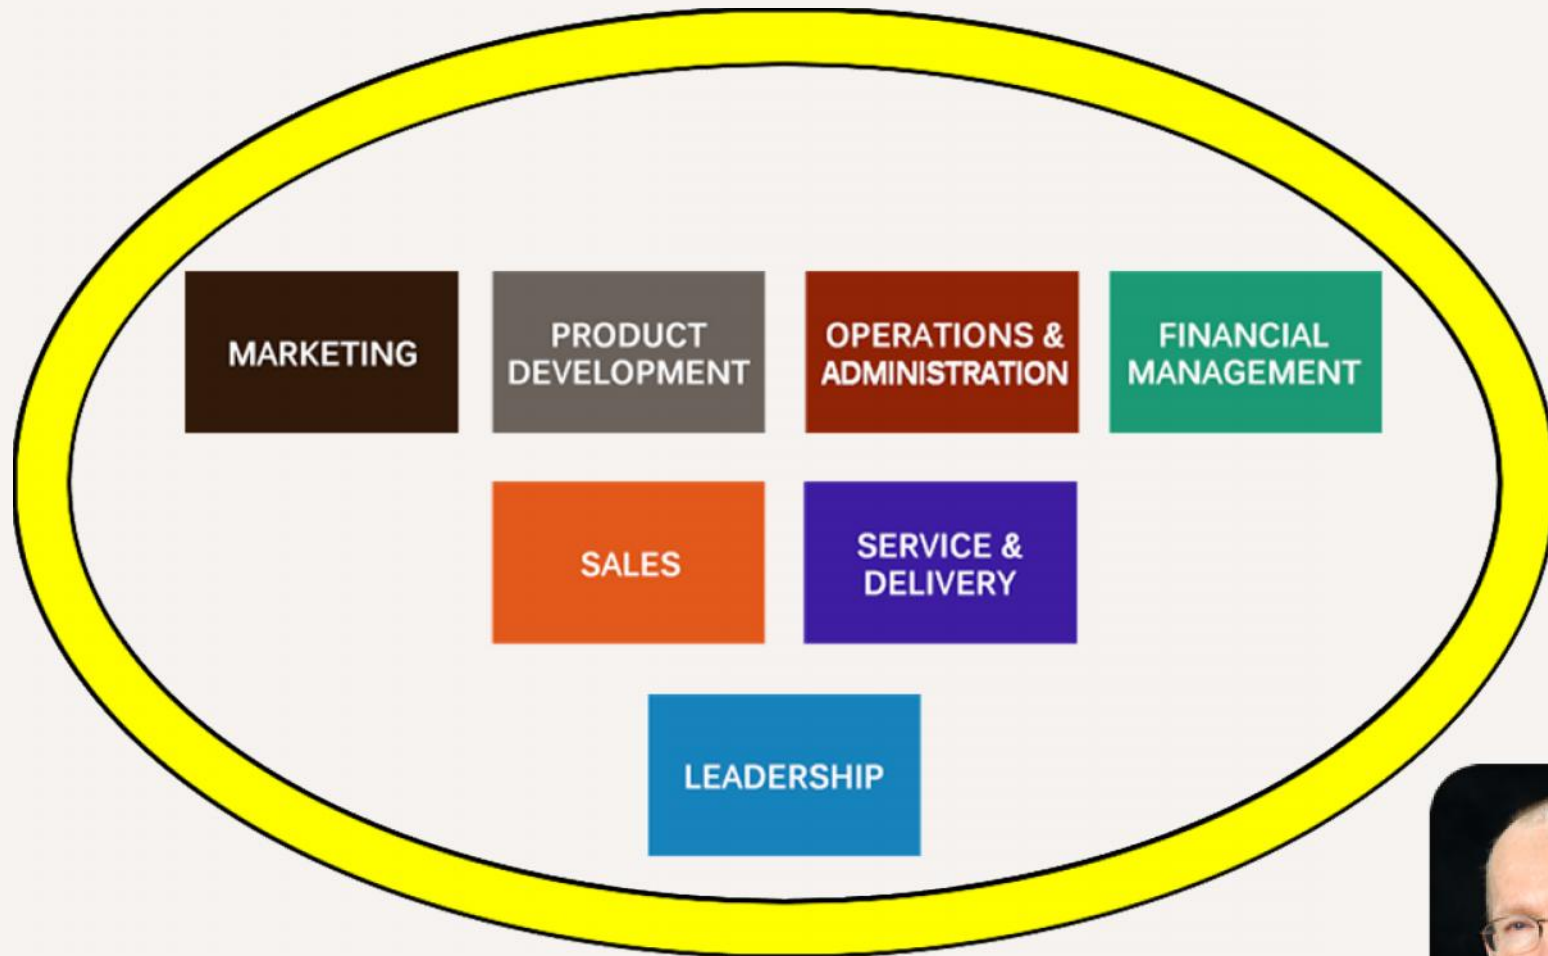 MARKETING
PRODUCT
DEVELOPMENT
OPERATIONS &
ADMINISTRATION
FINANCIAL
MANAGEMENT
SALES
SERVICE &
DELIVERY
LEADERSHIP